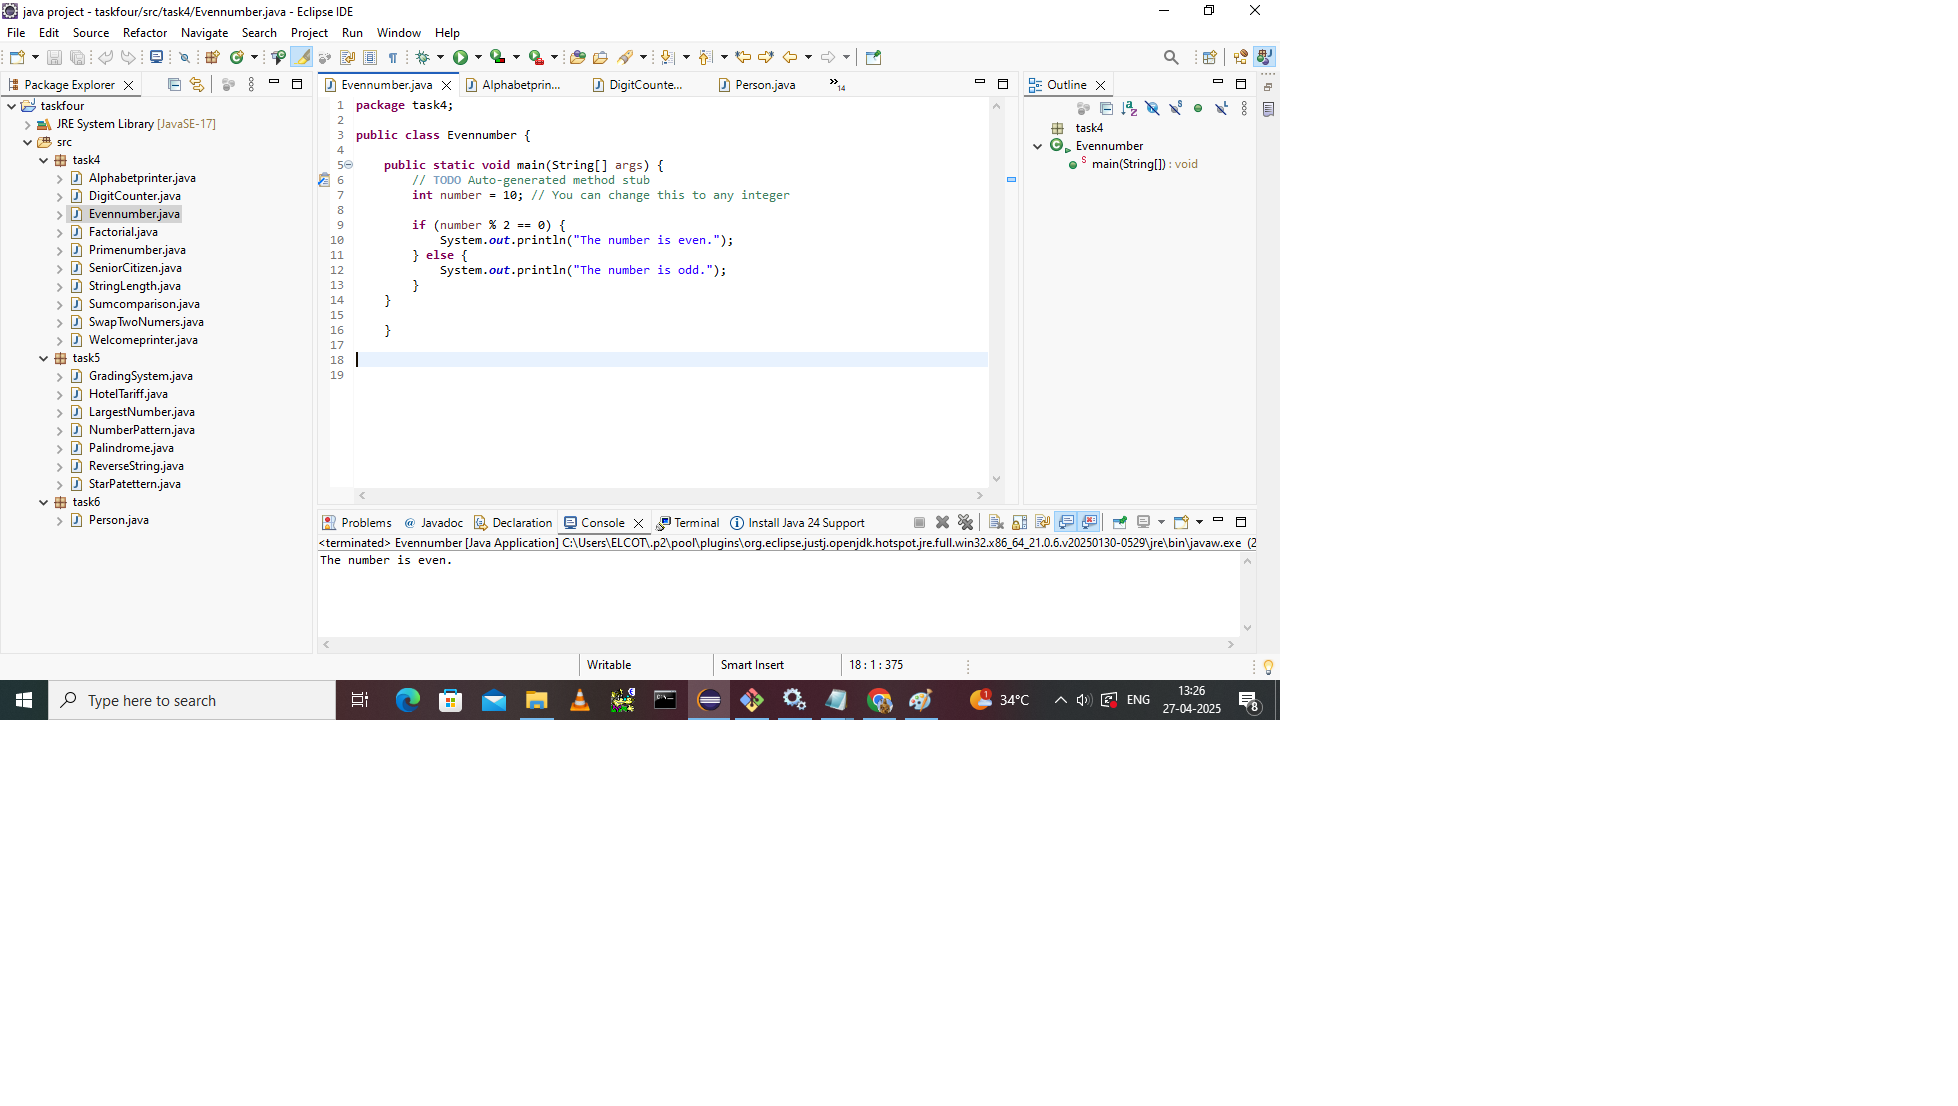 java project - taskfour/src/task4/Evennumber.java - Eclipse IDE
File Edit Source Refactor Navigate Search Project Run Window Help
Package Explorer
taskfour
JRE System Library [JavaSE-17]
src
task4
Alphabetprinter.java
DigitCounter.java
Evennumber.java
Factorial.java
Primenumber.java
SeniorCitizen.java
StringLength.java
Sumcomparison.java
SwapTwoNumers.java
Welcomeprinter.java
task5
GradingSystem.java
HotelTariff.java
LargestNumber.java
NumberPattern.java
Palindrome.java
ReverseString.java
StarPatettern.java
task6
Person.java
Evennumber.java Alphabetprin... DigitCounte... Person.java »14
1 package task4;
2
3 public class Evennumber {
4
5 public static void main(String[] args) {
6 // TODO Auto-generated method stub
7 int number = 10; // You can change this to any integer
8
9 if (number % 2 == 0) {
10 System.out.println("The number is even.");
11 } else {
12 System.out.println("The number is odd.");
13 }
14 }
15
16 }
17
18
19
Outline
task4
Evennumber
main(String[]) : void
Problems @ Javadoc Declaration Console Terminal Install Java 24 Support
<terminated> Evennumber [Java Application] C:\Users\ELCOT\.p2\pool\plugins\org.eclipse.justj.openjdk.hotspot.jre.full.win32.x86_64_21.0.6.v20250130-0529\jre\bin\javaw.exe (2
The number is even.
Writable Smart Insert 18 : 1 : 375
Type here to search
1 34°C ENG 13:26
27-04-2025 8